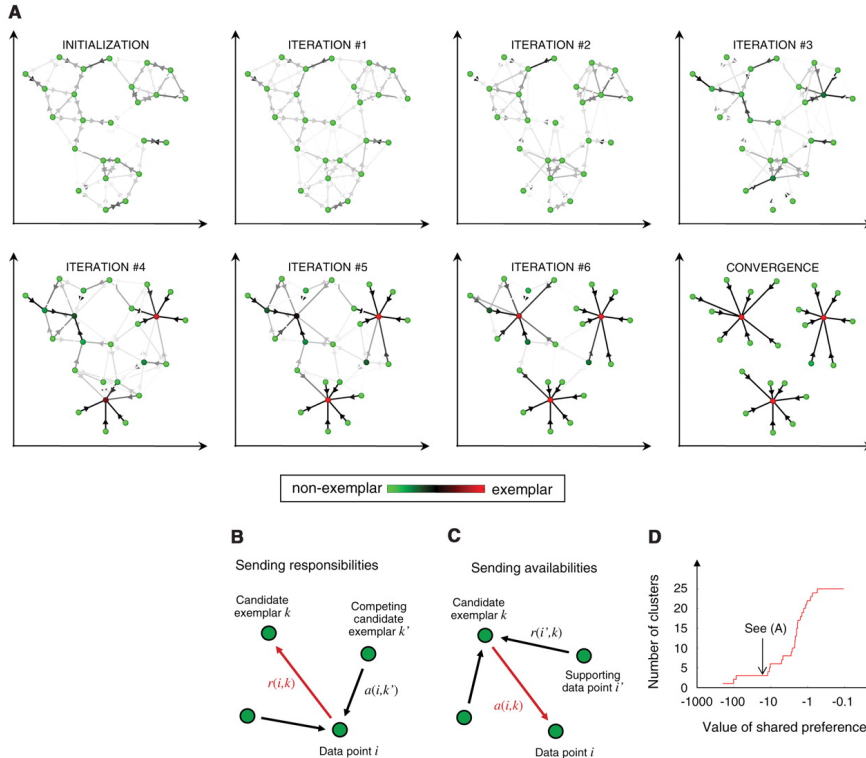 A
INITIALIZATION
ITERATION #1
ITERATION #2
ITERATION #3
ITERATION #4
ITERATION #5
ITERATION #6
CONVERGENCE
non-exemplar
exemplar
B
Sending responsibilities
Candidate
exemplar k
Competing
candidate
exemplar k'
r(i,k)
a(i,k')
Data point i
C
Sending availabilities
Candidate
exemplar k
r(i',k)
Supporting
data point i'
a(i,k)
Data point i
D
Number of clusters
25
20
15
10
5
See (A)
-1000 -100 -10 -1 -0.1
Value of shared preference